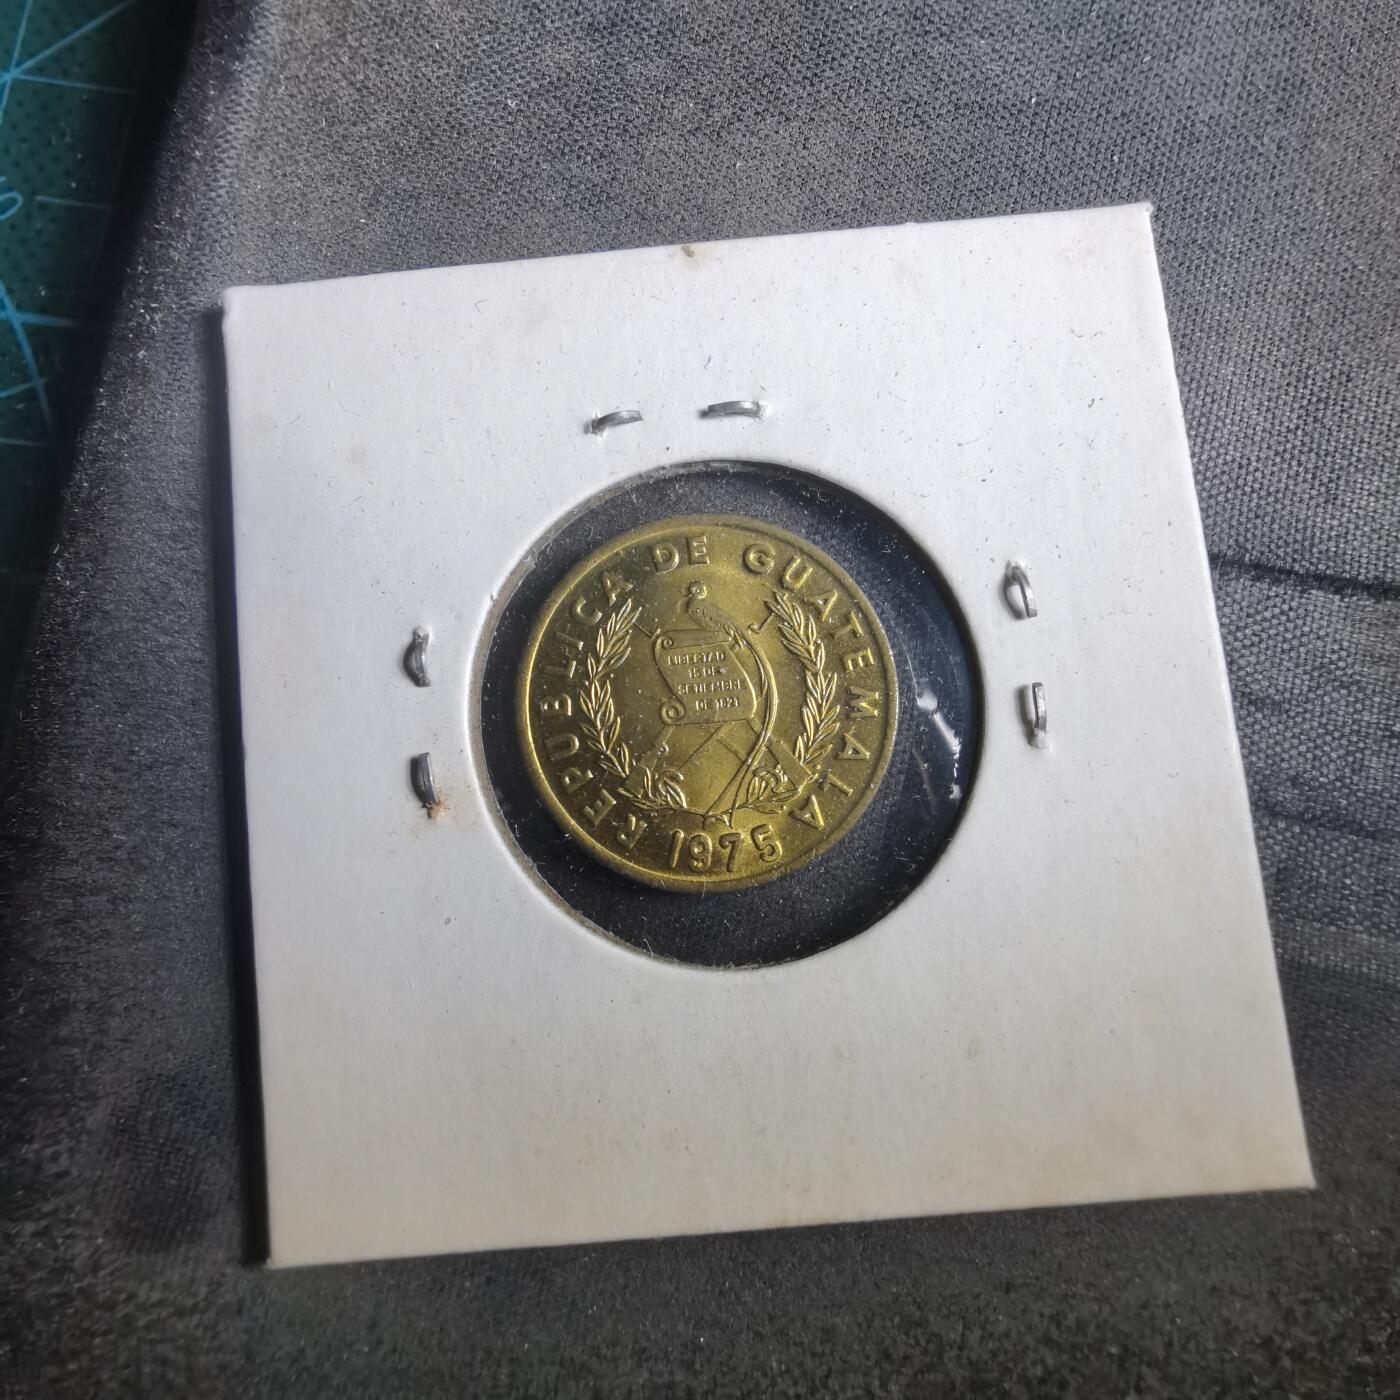 REPUBLICA DE GUATEMALA
LIBERTAD
15 DE
SETIEMBRE
DE 1821
1975